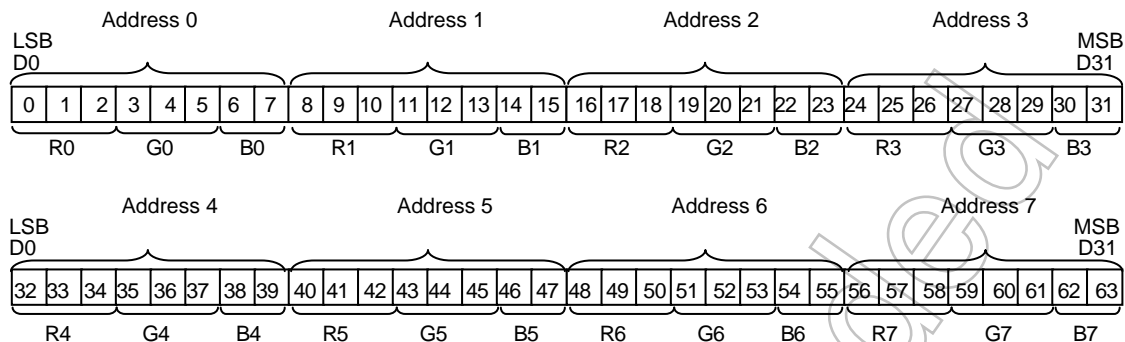 Address 0 Address 1 Address 2 Address 3
LSB MSB
D0 D31
0 1 2 3 4 5 6 7 8 9 10 11 12 13 14 15 16 17 18 19 20 21 22 23 24 25 26 27 28 29 30 31
R0 G0 B0 R1 G1 B1 R2 G2 B2 R3 G3 B3
Address 4 Address 5 Address 6 Address 7
LSB MSB
D0 D31
32 33 34 35 36 37 38 39 40 41 42 43 44 45 46 47 48 49 50 51 52 53 54 55 56 57 58 59 60 61 62 63
R4 G4 B4 R5 G5 B5 R6 G6 B6 R7 G7 B7